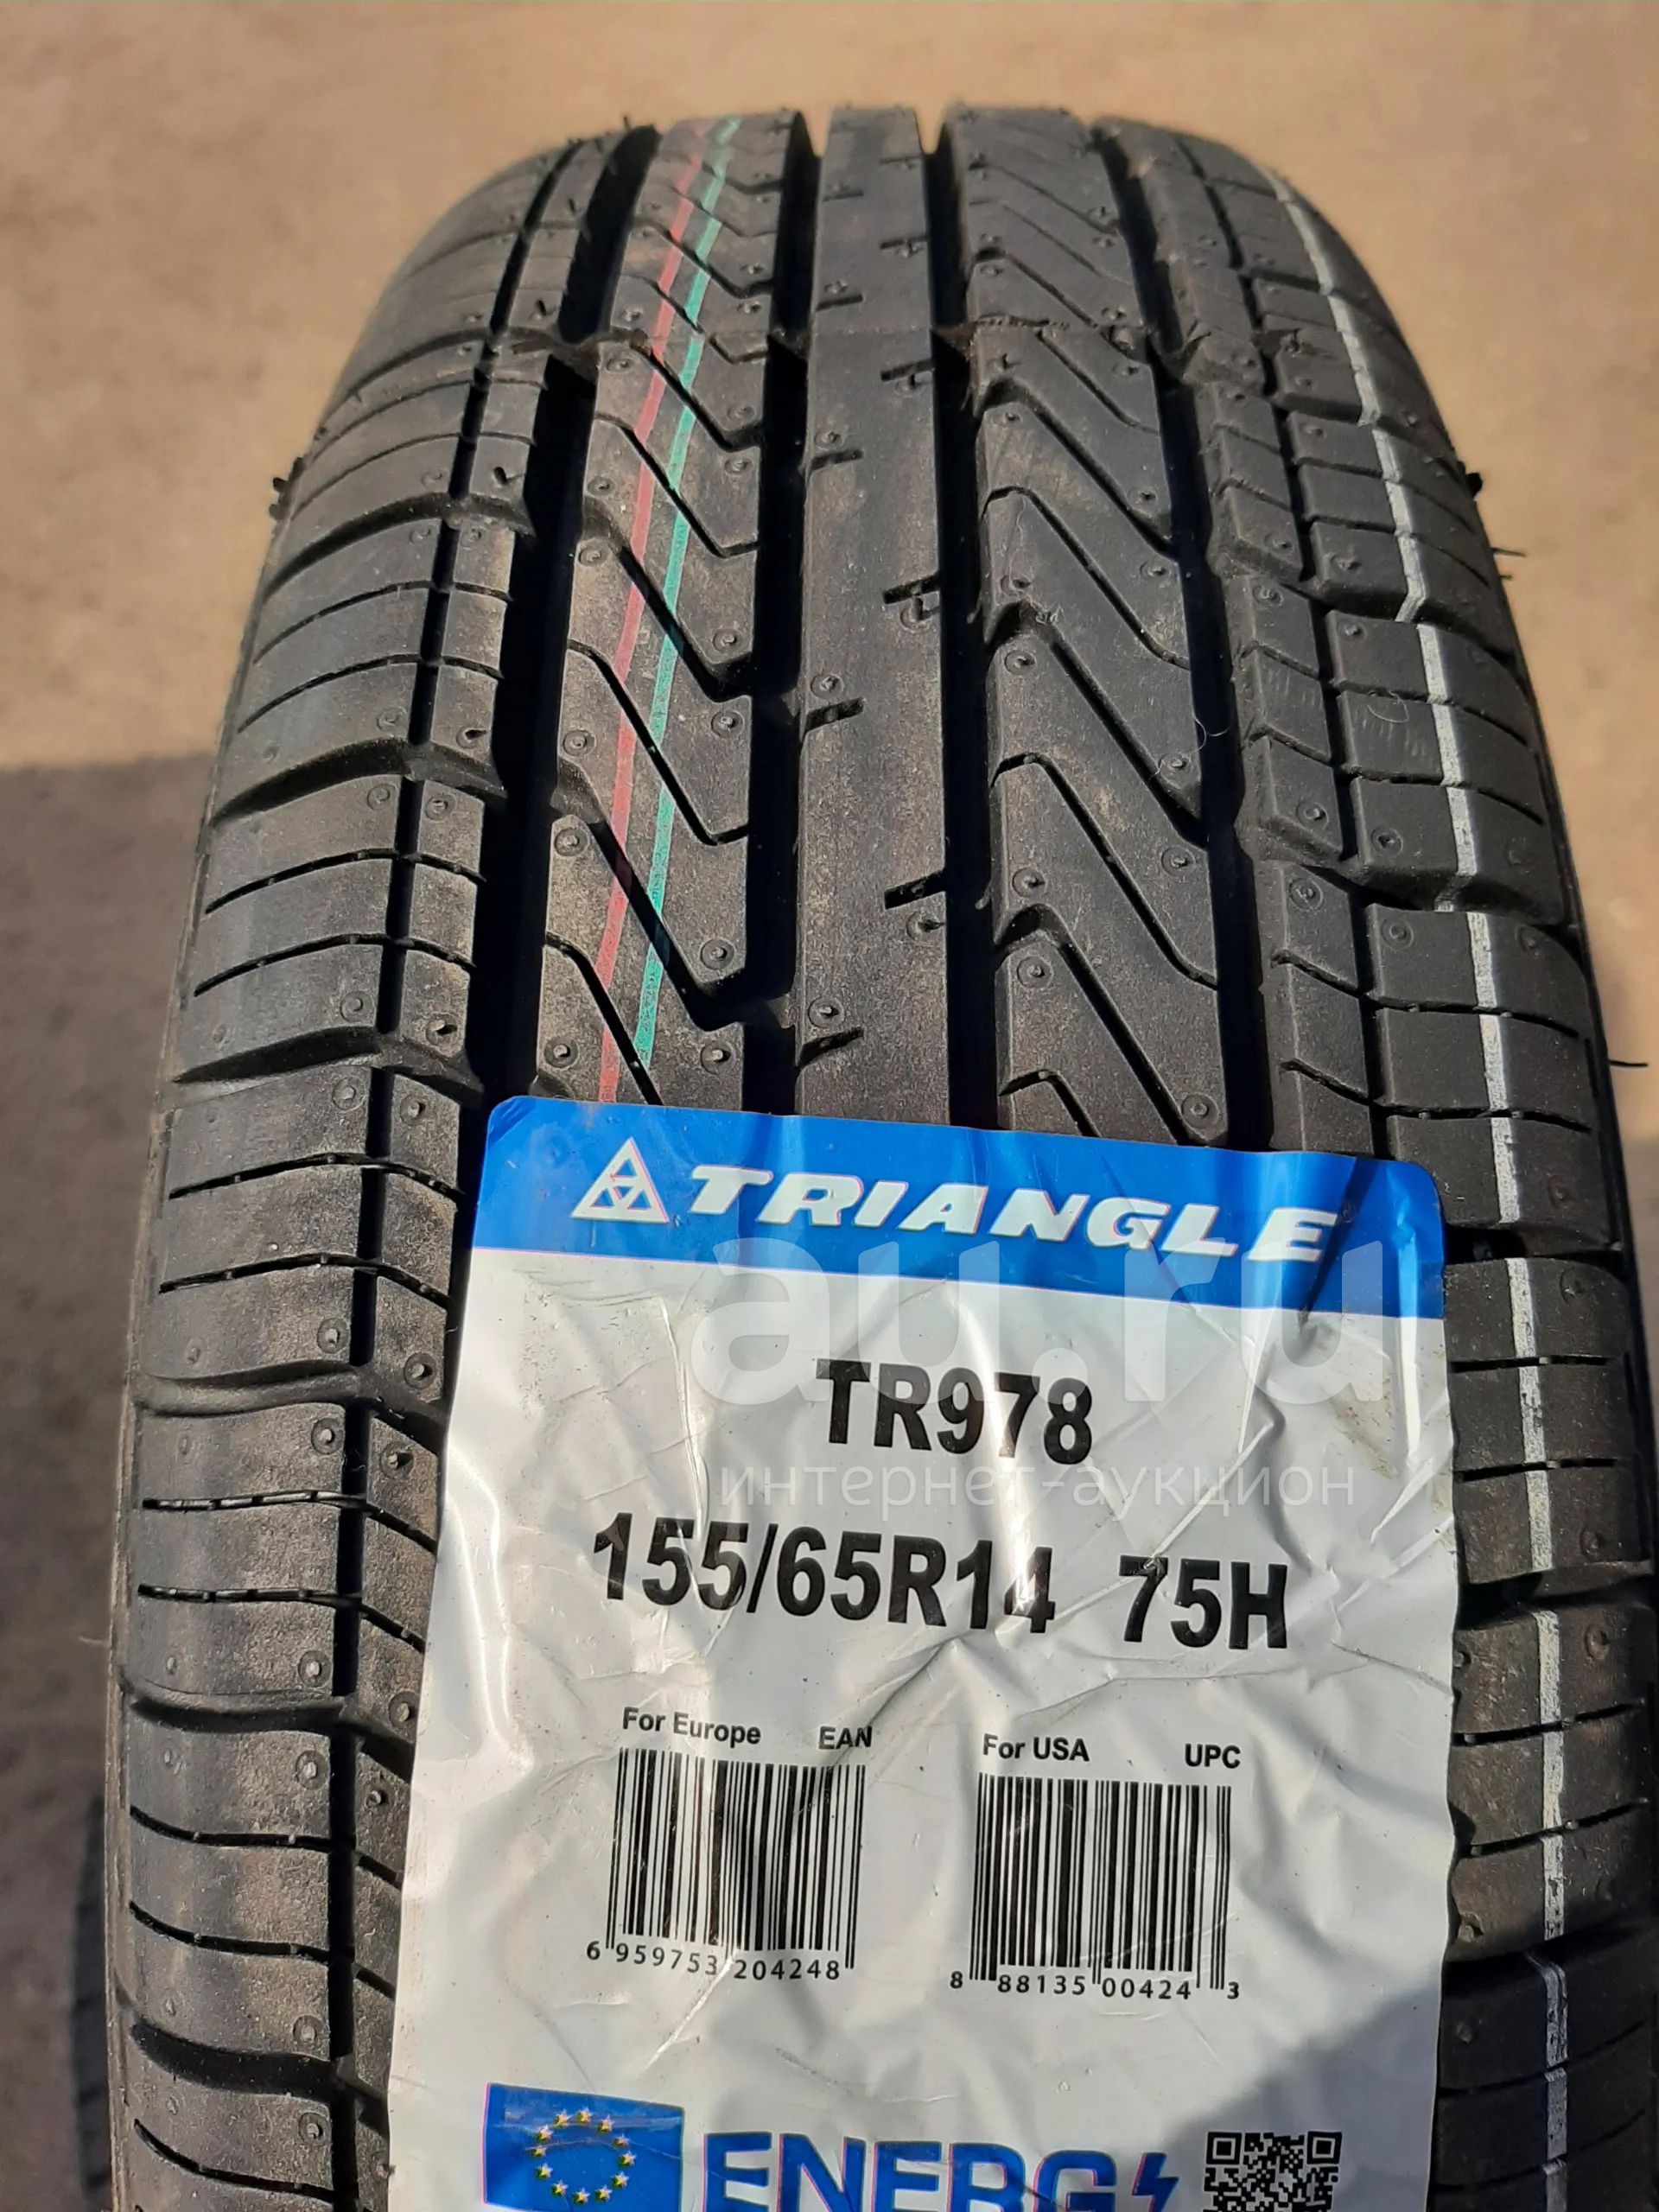 TRIANGLE
au.ru
TR978
интернет-аукцион
155/65R14 75H
For Europe EAN
For USA UPC
6 959753 204248
8 88135 00424 3
ENERG